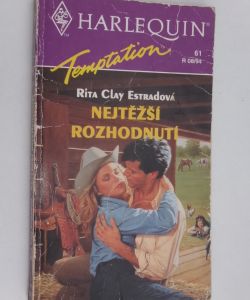 HARLEQUIN
Temptation
61
R 08/94
RITA CLAY ESTRADOVÁ
NEJTĚŽŠÍ
ROZHODNUTÍ